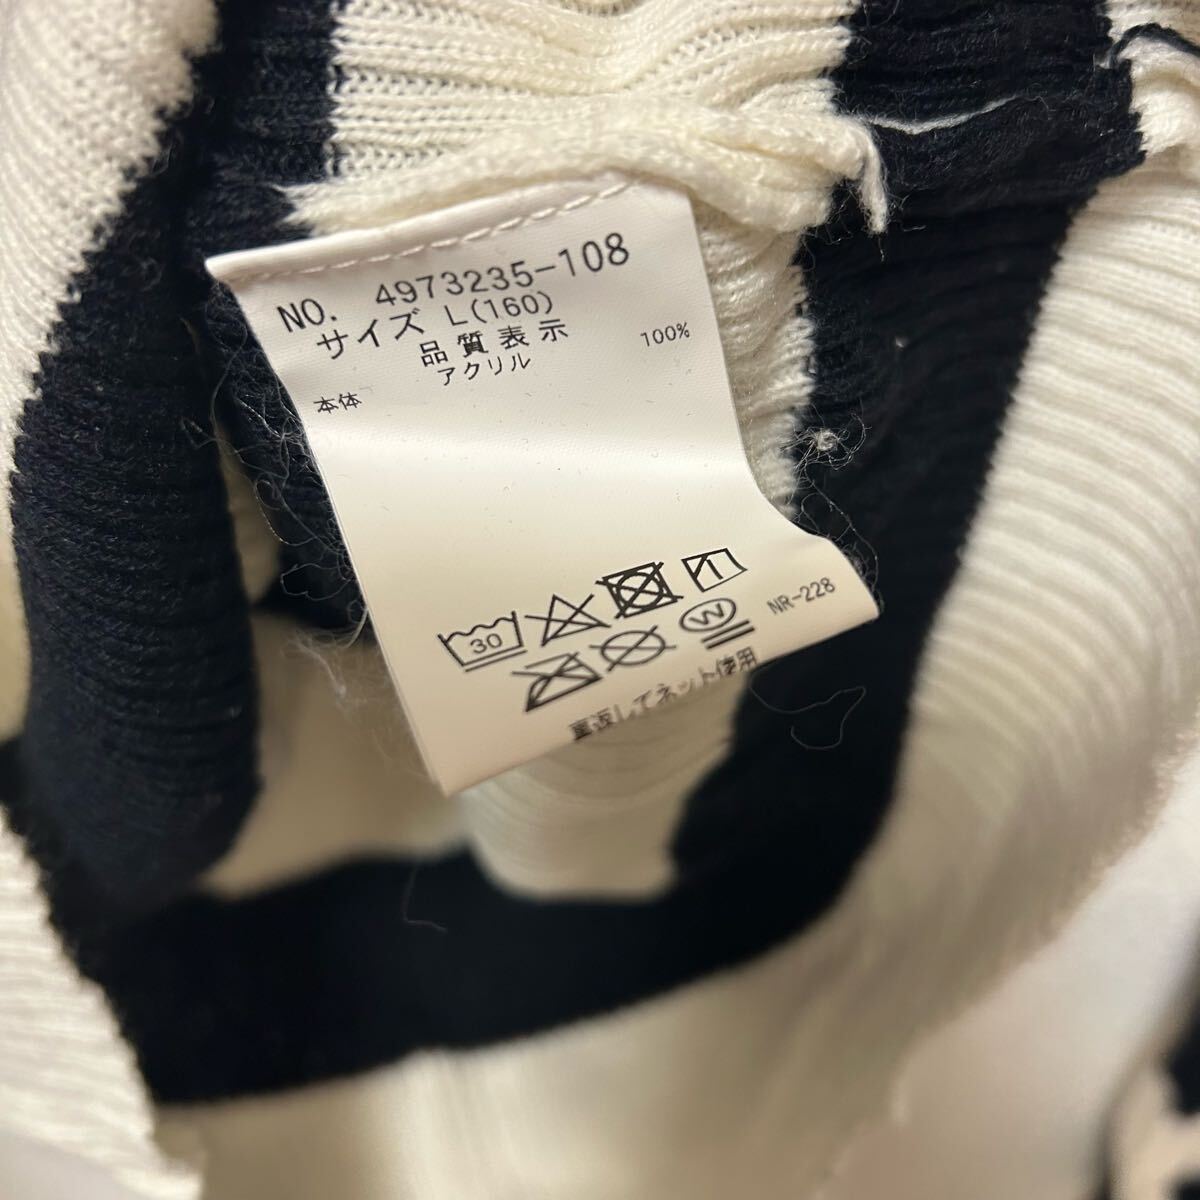 NO. 4973235-108
サイズ L(160)
品質表示
本体 アクリル 100%
30
W
NR-228
裏返してネット使用